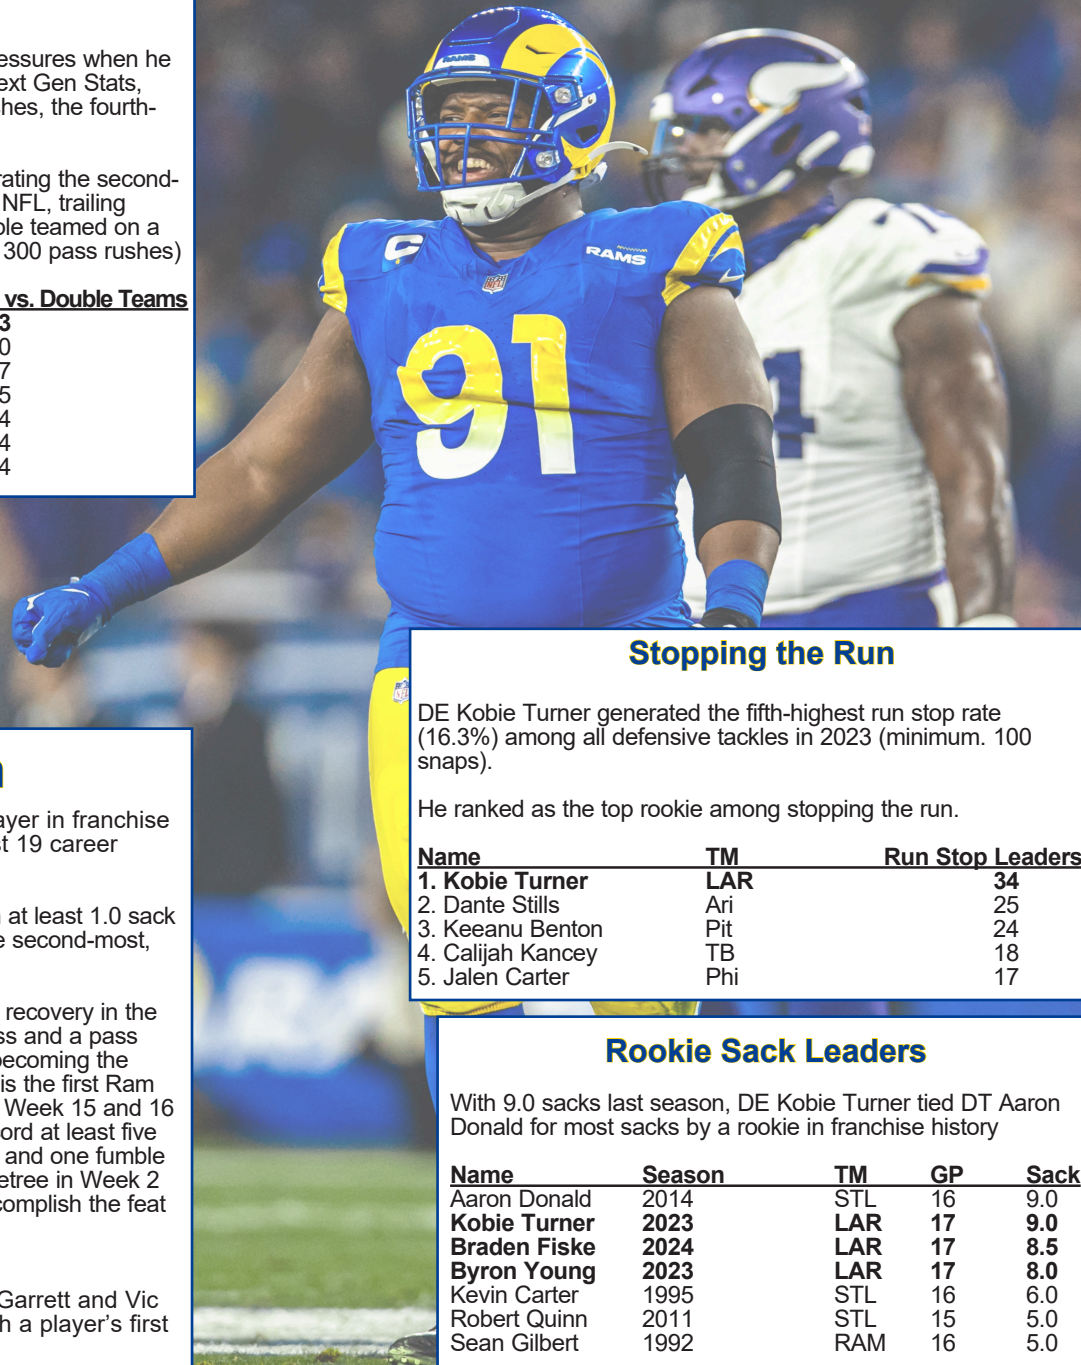 essures when he
ext Gen Stats,
hes, the fourth-
rating the second-
NFL, trailing
ble teamed on a
300 pass rushes)
vs. Double Teams
3
0
7
5
4
4
4
RAMS
C
RAMS
NFL
91
Stopping the Run
DE Kobie Turner generated the fifth-highest run stop rate
(16.3%) among all defensive tackles in 2023 (minimum. 100
snaps).
He ranked as the top rookie among stopping the run.
Name TM Run Stop Leaders
1. Kobie Turner LAR 34
2. Dante Stills Ari 25
3. Keeanu Benton Pit 24
4. Calijah Kancey TB 18
5. Jalen Carter Phi 17
ayer in franchise
st 19 career
at least 1.0 sack
e second-most,
recovery in the
ss and a pass
becoming the
is the first Ram
Week 15 and 16
ord at least five
and one fumble
etree in Week 2
complish the feat
Garrett and Vic
h a player's first
Rookie Sack Leaders
With 9.0 sacks last season, DE Kobie Turner tied DT Aaron
Donald for most sacks by a rookie in franchise history
Name Season TM GP Sack
Aaron Donald 2014 STL 16 9.0
Kobie Turner 2023 LAR 17 9.0
Braden Fiske 2024 LAR 17 8.5
Byron Young 2023 LAR 17 8.0
Kevin Carter 1995 STL 16 6.0
Robert Quinn 2011 STL 15 5.0
Sean Gilbert 1992 RAM 16 5.0